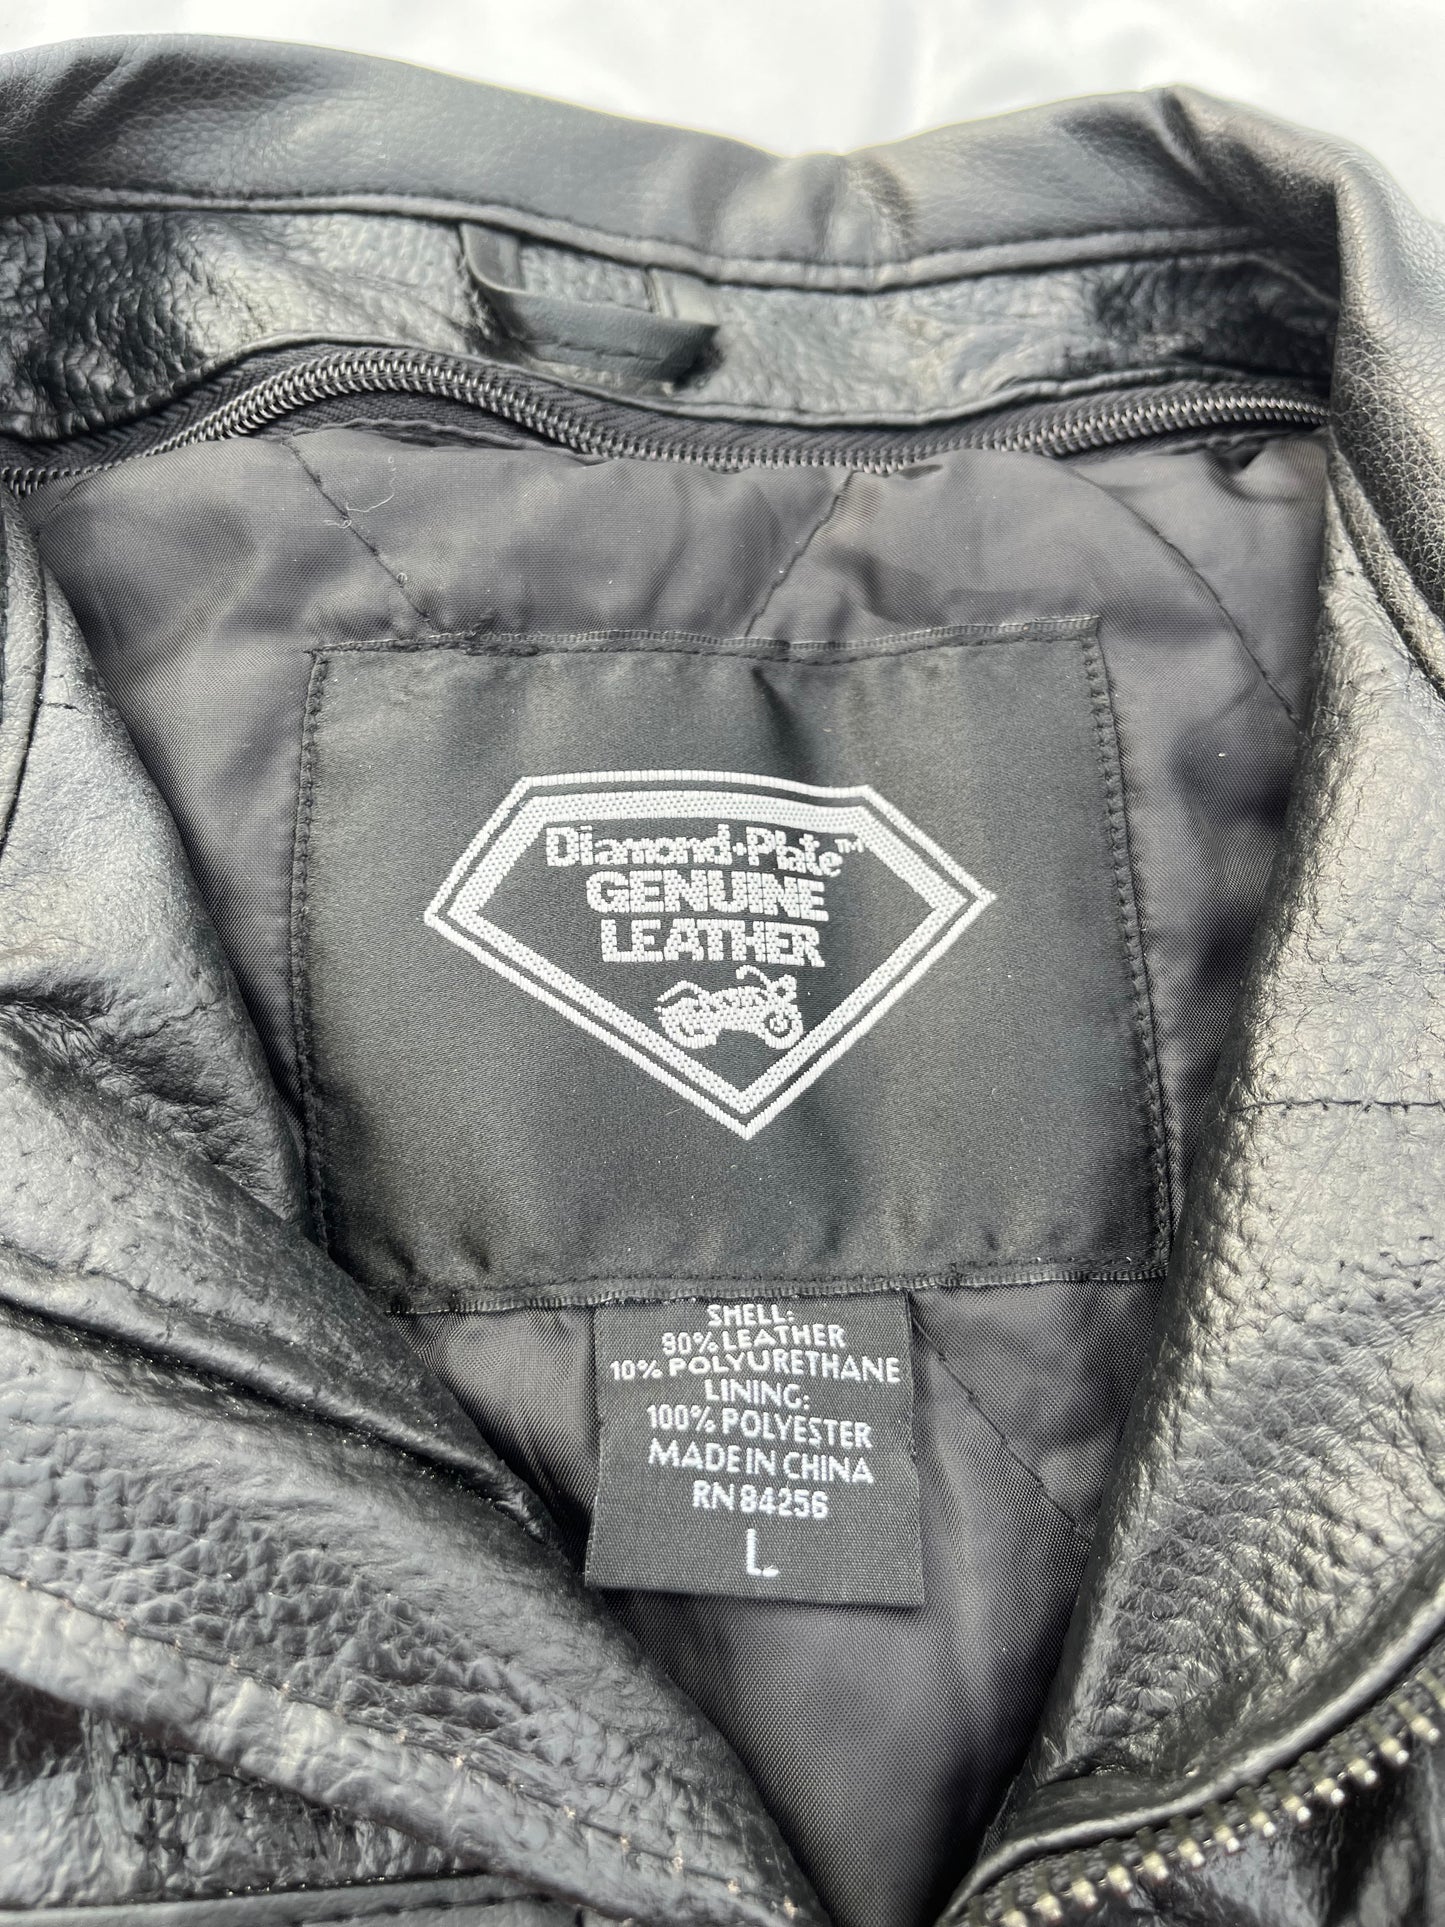 Diamond Plate™
GENUINE
LEATHER
SHELL:
90% LEATHER
10% POLYURETHANE
LINING:
100% POLYESTER
MADE IN CHINA
RN 84256
L